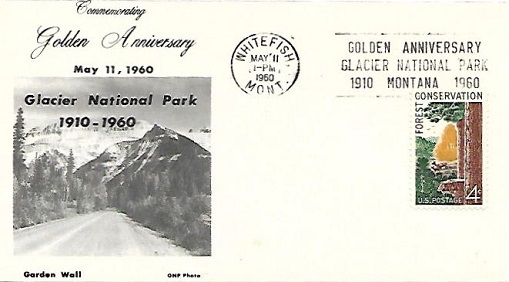 Commemorating
Golden Anniversary
May 11, 1960
Glacier National Park
1910-1960
Garden Wall
GNP Photo
WHITEFISH
MAY 11
1-PM
1960
MONT.
GOLDEN ANNIVERSARY
GLACIER NATIONAL PARK
1910 MONTANA 1960
FOREST
CONSERVATION
U.S. POSTAGE 4¢